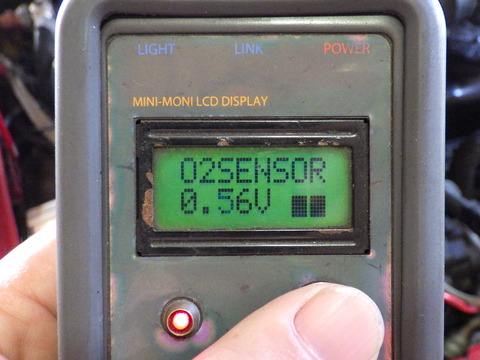 LIGHT LINK POWER
MINI-MONI LCD DISPLAY
O2SENSOR
0.56V